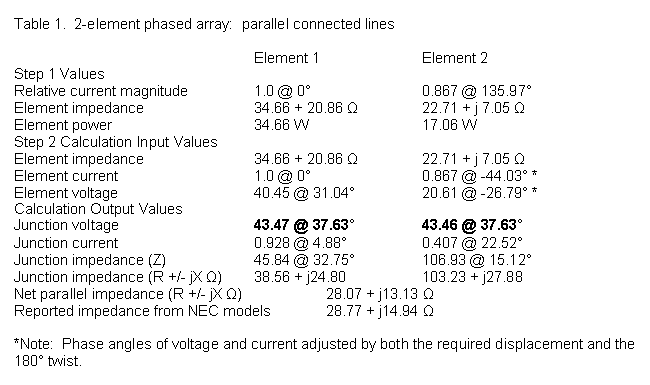 Table 1.  2-element phased array:  parallel connected lines
Element 1    Element 2
Step 1 Values
Relative current magnitude    1.0 @ 0°    0.867 @ 135.97°
Element impedance    34.66 + 20.86 Ω    22.71 + j 7.05 Ω
Element power    34.66 W    17.06 W
Step 2 Calculation Input Values
Element impedance    34.66 + 20.86 Ω    22.71 + j 7.05 Ω
Element current    1.0 @ 0°    0.867 @ -44.03° *
Element voltage    40.45 @ 31.04°    20.61 @ -26.79° *
Calculation Output Values
Junction voltage    43.47 @ 37.63°    43.46 @ 37.63°
Junction current    0.928 @ 4.88°    0.407 @ 22.52°
Junction impedance (Z)    45.84 @ 32.75°    106.93 @ 15.12°
Junction impedance (R +/- jX Ω)    38.56 + j24.80    103.23 + j27.88
Net parallel impedance (R +/- jX Ω)    28.07 + j13.13 Ω
Reported impedance from NEC models    28.77 + j14.94 Ω
*Note:  Phase angles of voltage and current adjusted by both the required displacement and the
180° twist.